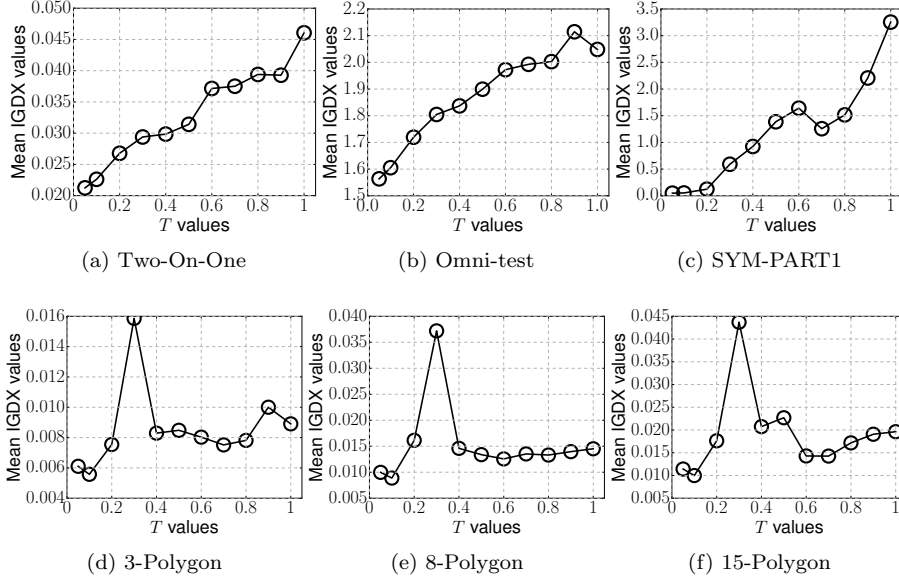 Mean IGDX values
0.050
0.045
0.040
0.035
0.030
0.025
0.020
0 0.2 0.4 0.6 0.8 1
T values
(a) Two-On-One
Mean IGDX values
2.2
2.1
2.0
1.9
1.8
1.7
1.6
1.5
0.0 0.2 0.4 0.6 0.8 1.0
T values
(b) Omni-test
Mean IGDX values
3.5
3.0
2.5
2.0
1.5
1.0
0.5
0.0
0 0.2 0.4 0.6 0.8 1
T values
(c) SYM-PART1
Mean IGDX values
0.016
0.014
0.012
0.010
0.008
0.006
0.004
0 0.2 0.4 0.6 0.8 1
T values
(d) 3-Polygon
Mean IGDX values
0.040
0.035
0.030
0.025
0.020
0.015
0.010
0.005
0 0.2 0.4 0.6 0.8 1
T values
(e) 8-Polygon
Mean IGDX values
0.045
0.040
0.035
0.030
0.025
0.020
0.015
0.010
0.005
0 0.2 0.4 0.6 0.8 1
T values
(f) 15-Polygon